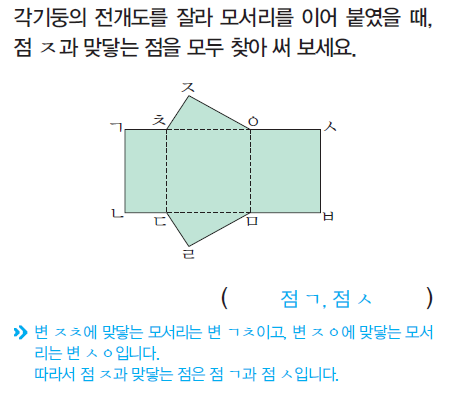 각기둥의 전개도를 잘라 모서리를 이어 붙였을 때,
점 ㅈ과 맞닿는 점을 모두 찾아 써 보세요.
ㅈ
ㄱ ㅊ ㅇ ㅅ
ㄴ ㄷ ㅁ ㅂ
ㄹ
( 점 ㄱ, 점 ㅅ )
» 변 ㅈㅊ에 맞닿는 모서리는 변 ㄱㅊ이고, 변 ㅈㅇ에 맞닿는 모서
리는 변 ㅅㅇ입니다.
따라서 점 ㅈ과 맞닿는 점은 점 ㄱ과 점 ㅅ입니다.